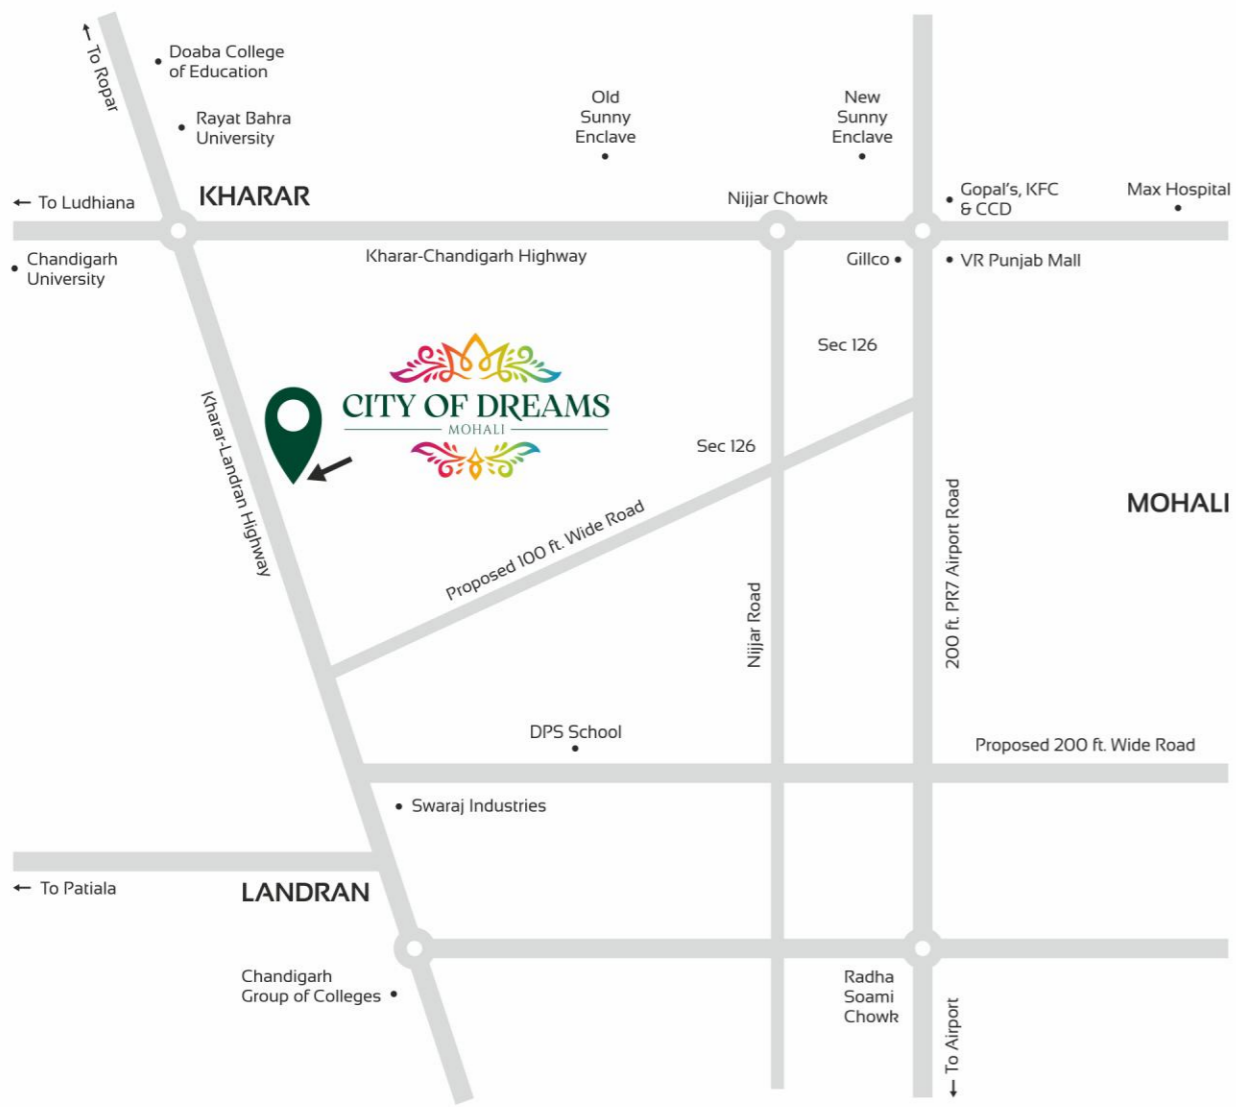 ← To Ropar
Doaba College
of Education
Rayat Bahra
University
Old
Sunny
Enclave
New
Sunny
Enclave
← To Ludhiana
KHARAR
Nijjar Chowk
Gopal's, KFC
& CCD
Max Hospital
Chandigarh
University
Kharar-Chandigarh Highway
Gillco
VR Punjab Mall
Sec 126
CITY OF DREAMS
MOHALI
Kharar-Landran Highway
Sec 126
MOHALI
Proposed 100 ft. Wide Road
Nijjar Road
200 ft. PR7 Airport Road
DPS School
Proposed 200 ft. Wide Road
Swaraj Industries
← To Patiala
LANDRAN
Chandigarh
Group of Colleges
Radha
Soami
Chowk
← To Airport